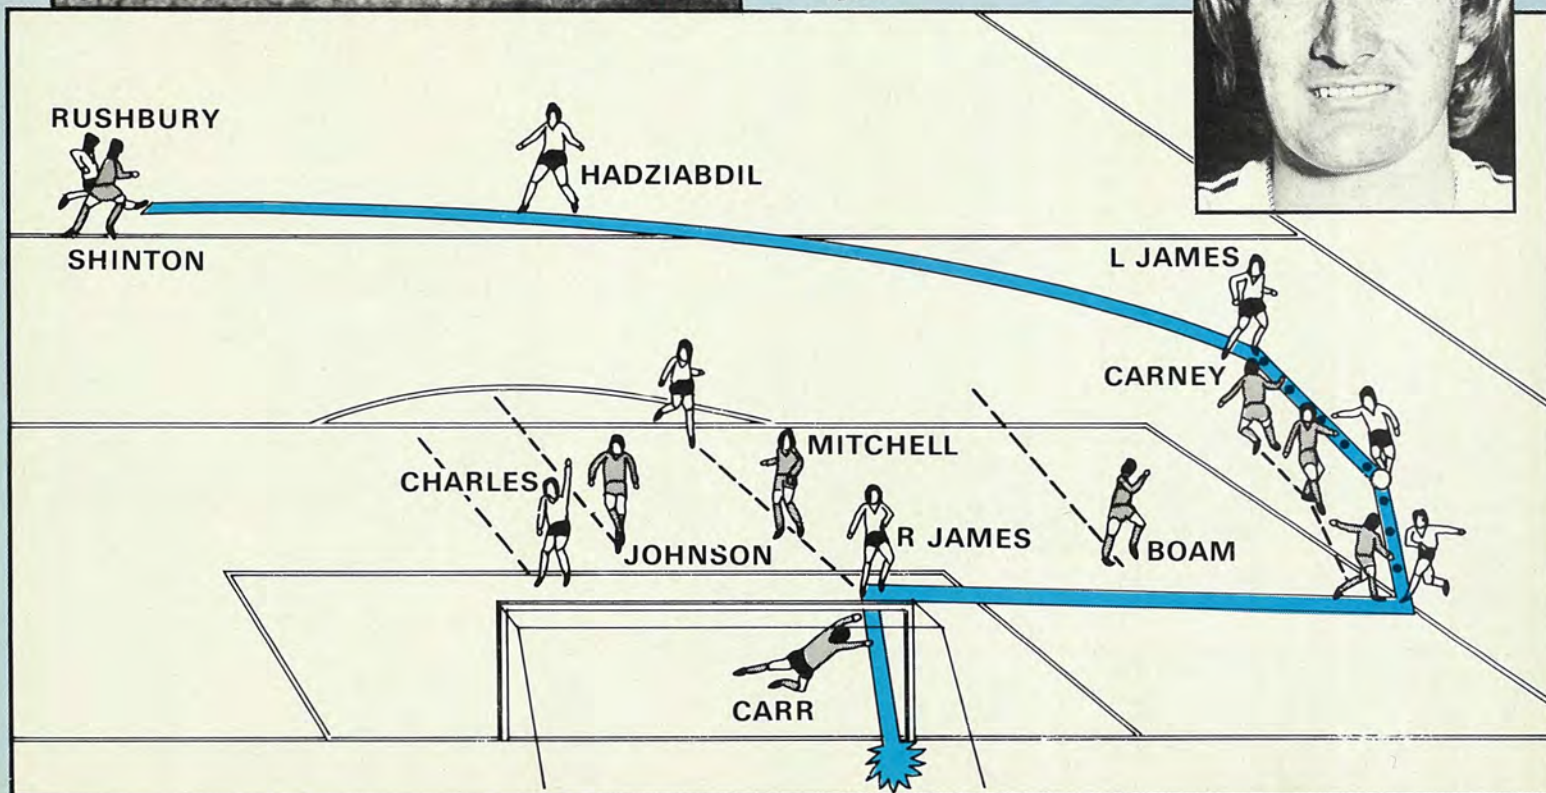 RUSHBURY
HADZIABDIL
SHINTON
L JAMES
CARNEY
MITCHELL
CHARLES
R JAMES
JOHNSON
BOAM
CARR